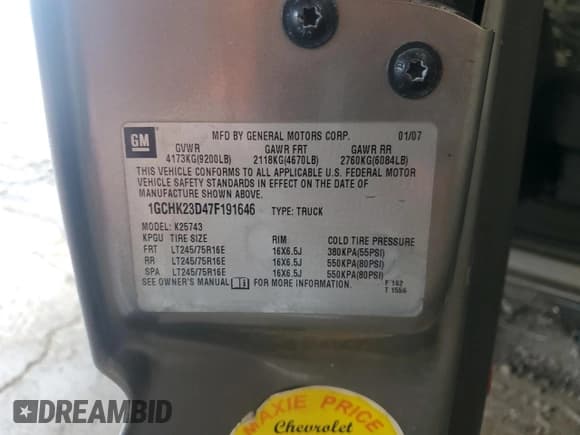 GM
MFD BY GENERAL MOTORS CORP. 01/07
GVWR GAWR FRT GAWR RR
4173KG(9200LB) 2118KG(4670LB) 2760KG(6084LB)
THIS VEHICLE CONFORMS TO ALL APPLICABLE U.S. FEDERAL MOTOR
VEHICLE SAFETY STANDARDS IN EFFECT ON THE DATE OF
MANUFACTURE SHOWN ABOVE.
1GCHK23D47F191646 TYPE: TRUCK
MODEL: K25743
KPGU TIRE SIZE RIM COLD TIRE PRESSURE
FRT LT245/75R16E 16X6.5J 380KPA(55PSI)
RR LT245/75R16E 16X6.5J 550KPA(80PSI)
SPA LT245/75R16E 16X6.5J 550KPA(80PSI)
SEE OWNER'S MANUAL FOR MORE INFORMATION. F 162
T 1556
MAXIE PRICE
Chevrolet
DREAMBID